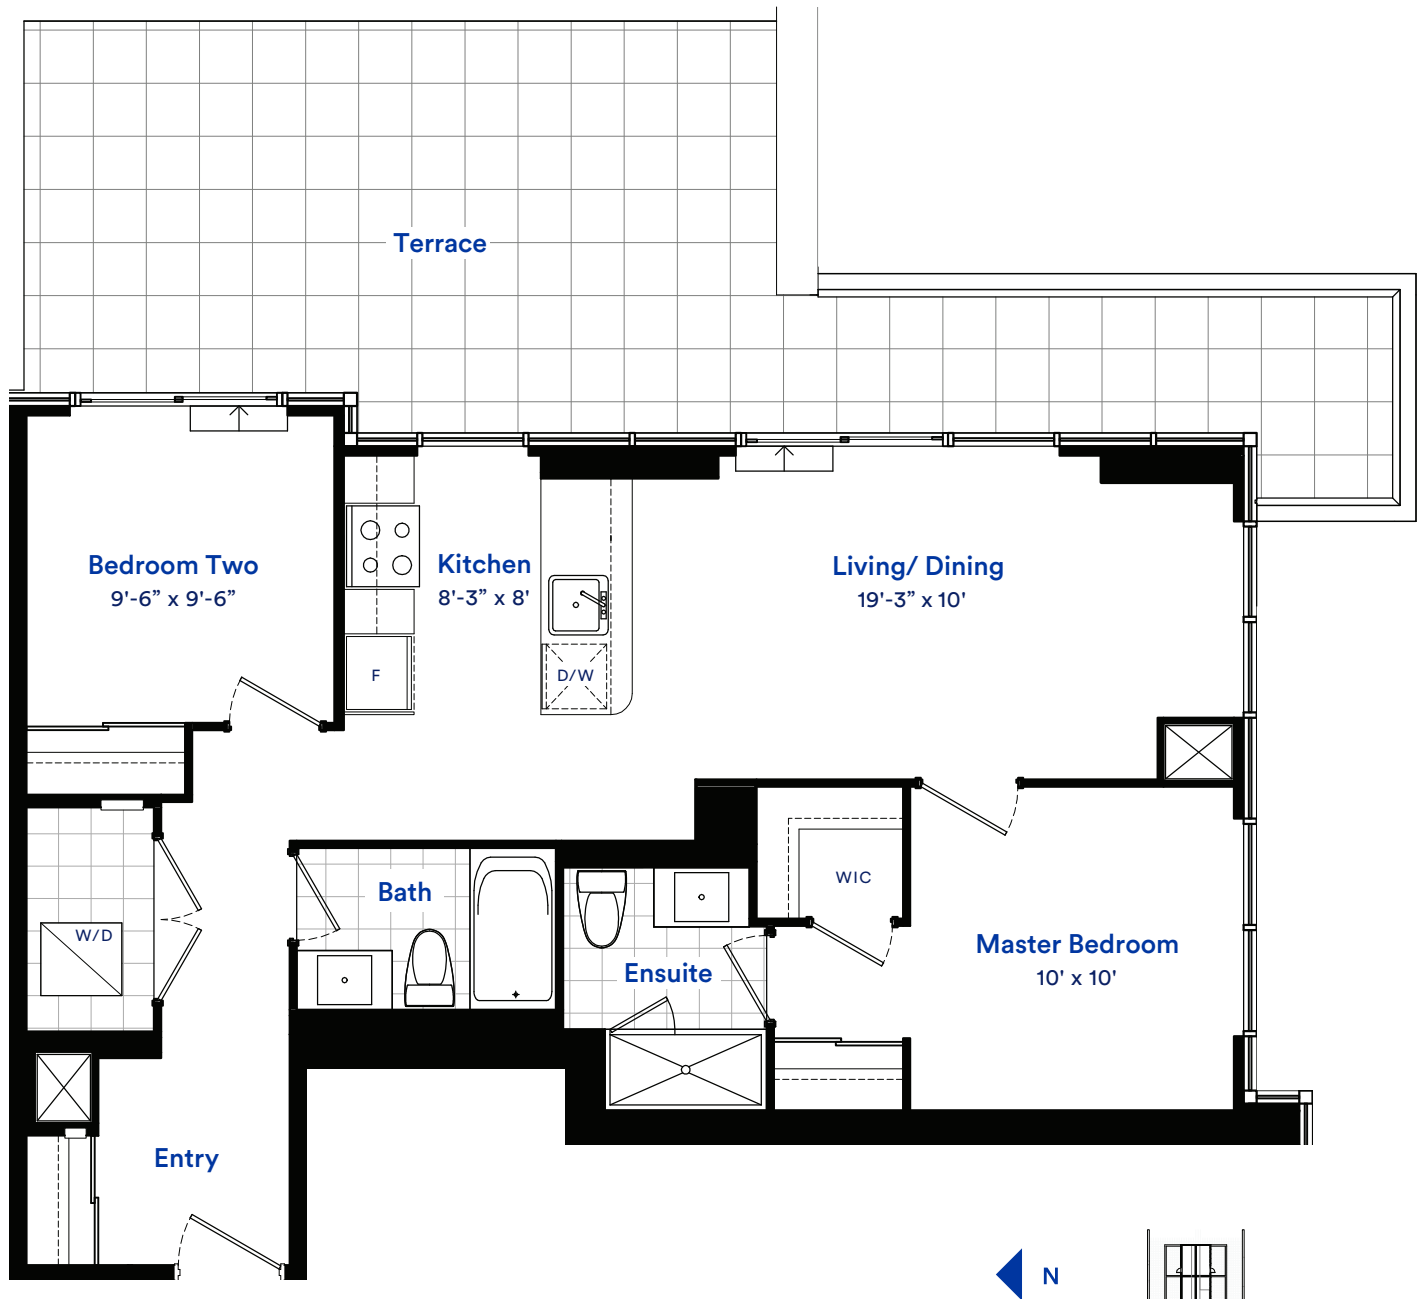 Terrace
Bedroom Two
9'-6” x 9'-6”
Kitchen
8'-3” x 8'
Living/ Dining
19'-3” x 10'
F
D/W
WIC
Bath
W/D
Ensuite
Master Bedroom
10' x 10'
Entry
N